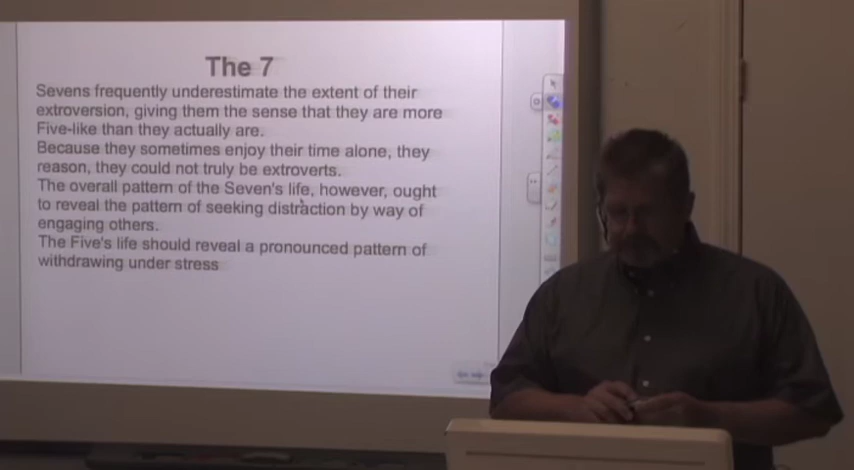 The 7
Sevens frequently underestimate the extent of their
extroversion, giving them the sense that they are more
Five-like than they actually are.
Because they sometimes enjoy their time alone, they
reason, they could not truly be extroverts.
The overall pattern of the Seven's life, however, ought
to reveal the pattern of seeking distraction by way of
engaging others.
The Five's life should reveal a pronounced pattern of
withdrawing under stress